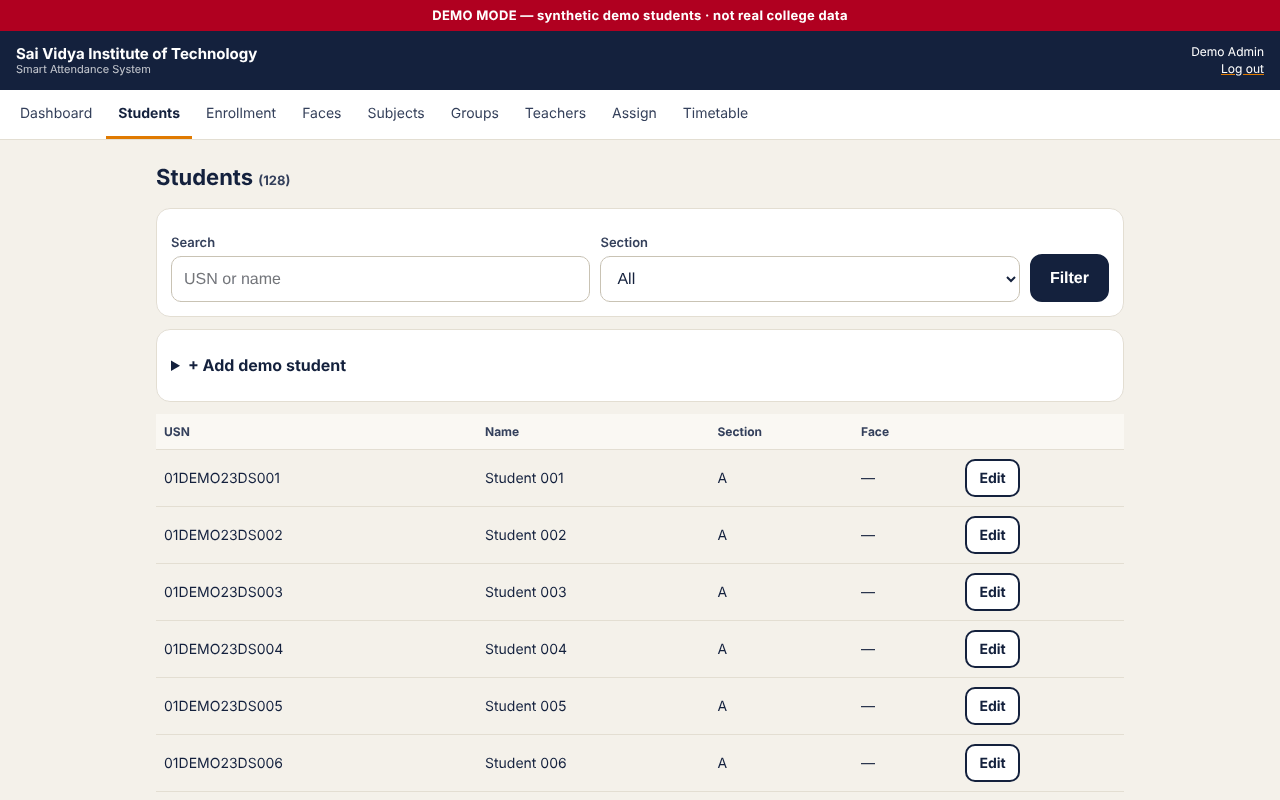 DEMO MODE — synthetic demo students · not real college data
Sai Vidya Institute of Technology
Smart Attendance System
Demo Admin
Log out
Dashboard Students Enrollment Faces Subjects Groups Teachers Assign Timetable
Students (128)
Search
Section
USN or name
All
Filter
+ Add demo student
USN Name Section Face
01DEMO23DS001 Student 001 A — Edit
01DEMO23DS002 Student 002 A — Edit
01DEMO23DS003 Student 003 A — Edit
01DEMO23DS004 Student 004 A — Edit
01DEMO23DS005 Student 005 A — Edit
01DEMO23DS006 Student 006 A — Edit